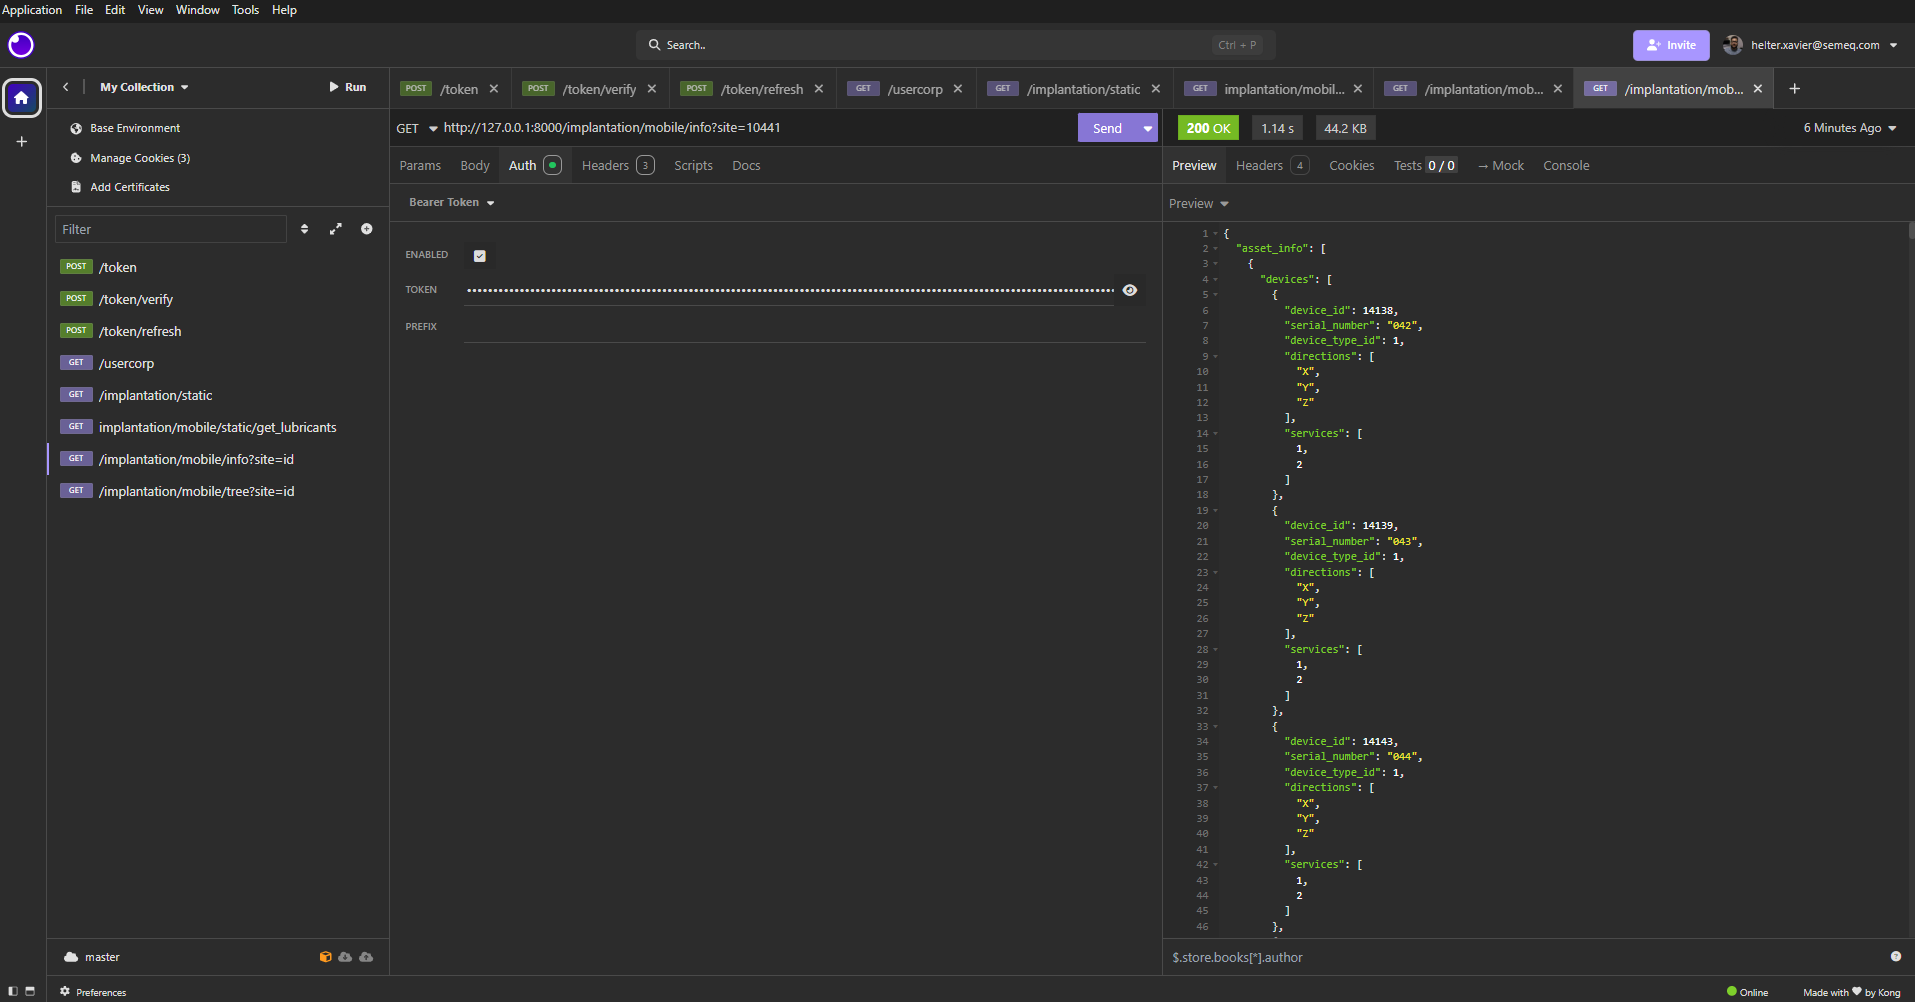 Application File Edit View Window Tools Help
Search.. Ctrl + P
Invite helter.xavier@semeq.com
My Collection Run
Base Environment
Manage Cookies (3)
Add Certificates
Filter
POST /token
POST /token/verify
POST /token/refresh
GET /usercorp
GET /implantation/static
GET implantation/mobile/static/get_lubricants
GET /implantation/mobile/info?site=id
GET /implantation/mobile/tree?site=id
master
Preferences
POST /token POST /token/verify POST /token/refresh GET /usercorp GET /implantation/static GET implantation/mobil... GET /implantation/mob... GET /implantation/mob...
GET http://127.0.0.1:8000/implantation/mobile/info?site=10441 Send
Params Body Auth Headers 3 Scripts Docs
Bearer Token
ENABLED
TOKEN
PREFIX
200 OK 1.14 s 44.2 KB 6 Minutes Ago
Preview Headers 4 Cookies Tests 0 / 0 → Mock Console
Preview
1 {
2 "asset_info": [
3 {
4 "devices": [
5 {
6 "device_id": 14138,
7 "serial_number": "042",
8 "device_type_id": 1,
9 "directions": [
10 "X",
11 "Y",
12 "Z"
13 ],
14 "services": [
15 1,
16 2
17 ]
18 },
19 {
20 "device_id": 14139,
21 "serial_number": "043",
22 "device_type_id": 1,
23 "directions": [
24 "X",
25 "Y",
26 "Z"
27 ],
28 "services": [
29 1,
30 2
31 ]
32 },
33 {
34 "device_id": 14143,
35 "serial_number": "044",
36 "device_type_id": 1,
37 "directions": [
38 "X",
39 "Y",
40 "Z"
41 ],
42 "services": [
43 1,
44 2
45 ]
46 },
$.store.books[*].author
Online Made with ♥ by Kong